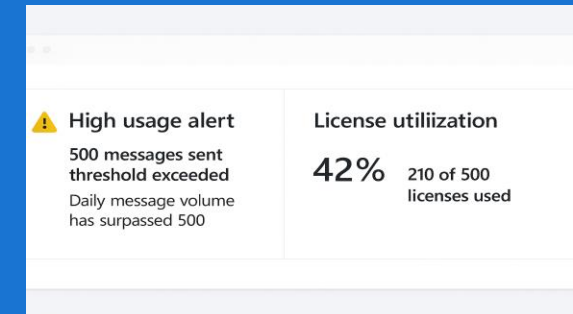 High usage alert
500 messages sent
threshold exceeded
Daily message volume
has surpassed 500
License utiliization
42%
210 of 500
licenses used